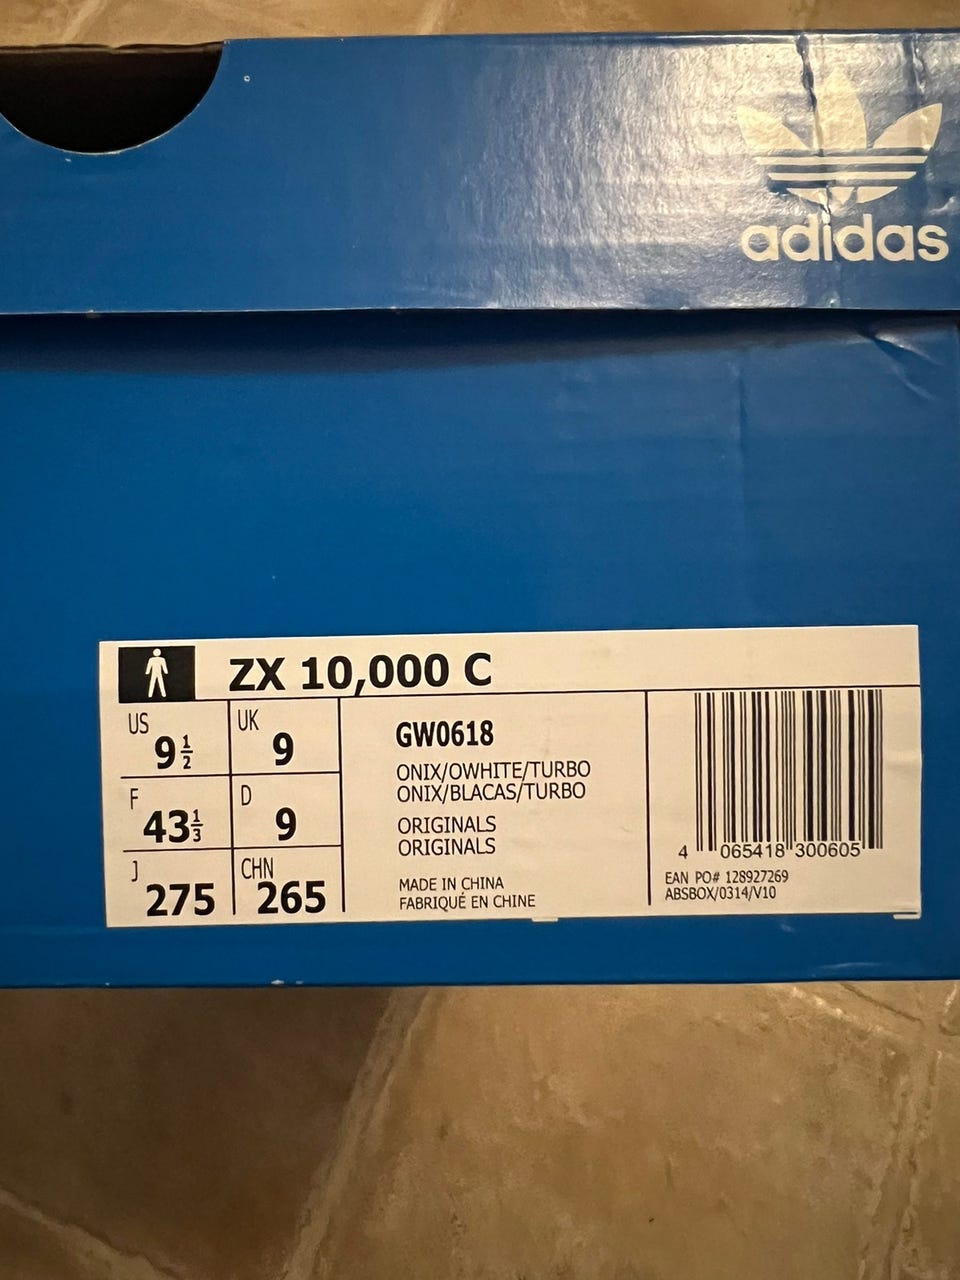 adidas
ZX 10,000 C
US
9 1/2
UK
9
F
43 1/3
D
9
J
275
CHN
265
GW0618
ONIX/OWHITE/TURBO
ONIX/BLACAS/TURBO
ORIGINALS
ORIGINALS
MADE IN CHINA
FABRIQUÉ EN CHINE
4 065418 300605
EAN PO# 128927269
ABSBOX/0314/V10